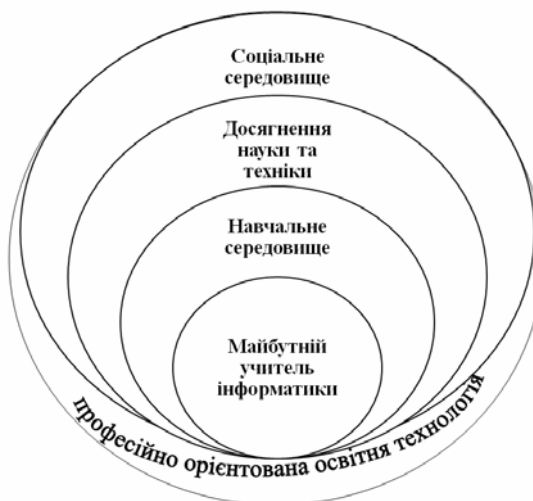 Соціальне
середовище
Досягнення
науки та
техніки
Навчальне
середовище
Майбутній
учитель
інформатики
професійно орієнтована освітня технологія